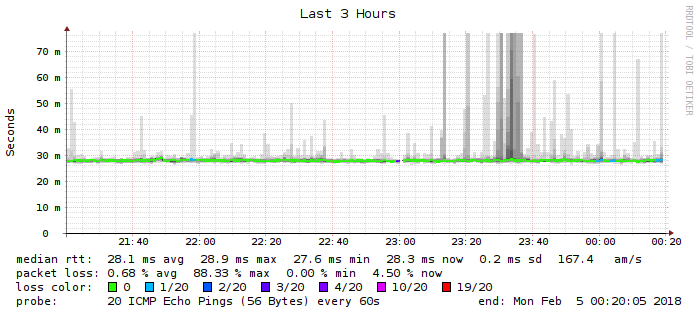 Last 3 Hours
RRDTOOL / TOBI OETIKER
Seconds
70 m
60 m
50 m
40 m
30 m
20 m
10 m
0
21:40 22:00 22:20 22:40 23:00 23:20 23:40 00:00 00:20
median rtt: 28.1 ms avg 28.9 ms max 27.6 ms min 28.3 ms now 0.2 ms sd 167.4 am/s
packet loss: 0.68 % avg 88.33 % max 0.00 % min 4.50 % now
loss color: 0 1/20 2/20 3/20 4/20 10/20 19/20
probe: 20 ICMP Echo Pings (56 Bytes) every 60s end: Mon Feb 5 00:20:05 2018